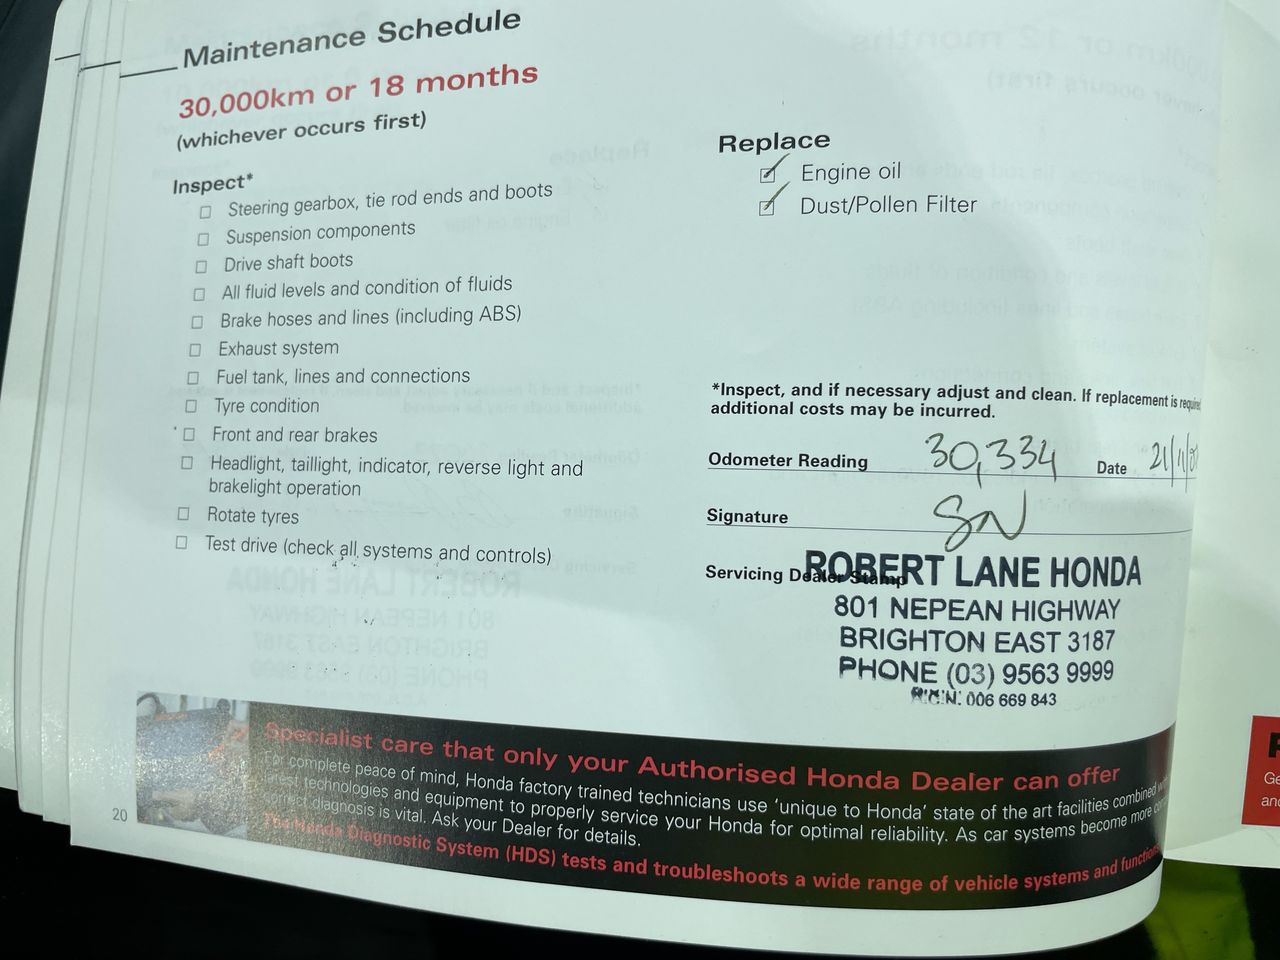 Maintenance Schedule
30,000km or 18 months
(whichever occurs first)
Inspect*
Steering gearbox, tie rod ends and boots
Suspension components
Drive shaft boots
All fluid levels and condition of fluids
Brake hoses and lines (including ABS)
Exhaust system
Fuel tank, lines and connections
Tyre condition
Front and rear brakes
Headlight, taillight, indicator, reverse light and
brakelight operation
Rotate tyres
Test drive (check all systems and controls)
Replace
Engine oil
Dust/Pollen Filter
*Inspect, and if necessary adjust and clean. If replacement is required
additional costs may be incurred.
Odometer Reading 30,334 Date
Signature SN
Servicing Dealer Stamp
ROBERT LANE HONDA
801 NEPEAN HIGHWAY
BRIGHTON EAST 3187
PHONE (03) 9563 9999
A.C.N. 006 669 843
Specialist care that only your Authorised Honda Dealer can offer
For complete peace of mind, Honda factory trained technicians use 'unique to Honda' state of the art facilities combined
latest technologies and equipment to properly service your Honda for optimal reliability. As car systems become more
correct diagnosis is vital. Ask your Dealer for details.
The Honda Diagnostic System (HDS) tests and troubleshoots a wide range of vehicle systems and
20